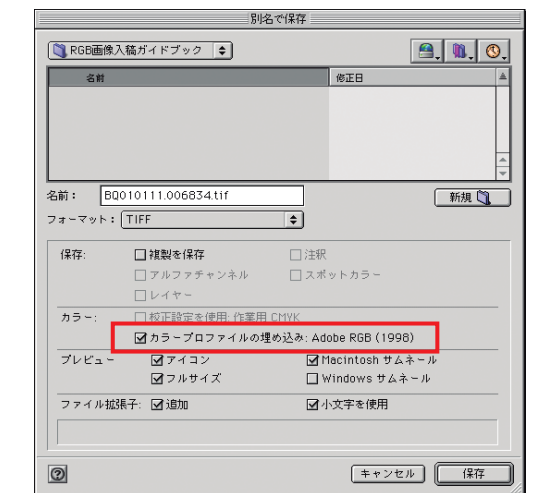 別名で保存
RGB画像入稿ガイドブック
名前 修正日
名前： BQ010111.006834.tif 新規
フォーマット： TIFF
保存: 複製を保存 注釈
アルファチャンネル スポットカラー
レイヤー
カラー: 校正設定を使用: 作業用 CMYK
カラープロファイルの埋め込み: Adobe RGB (1998)
プレビュー アイコン Macintosh サムネール
フルサイズ Windows サムネール
ファイル拡張子: 追加 小文字を使用
? キャンセル 保存